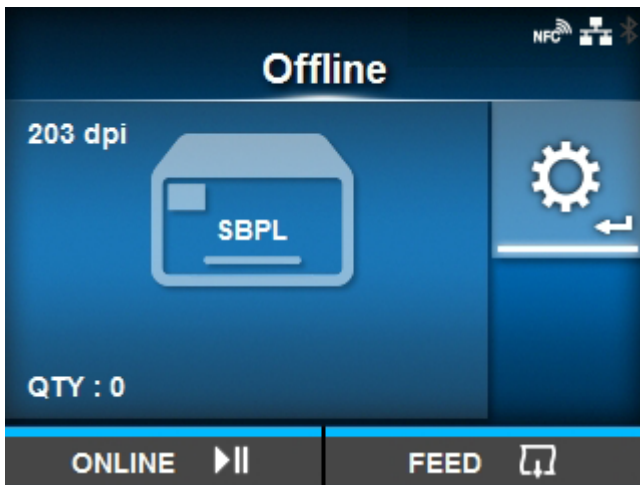 NFC
Offline
203 dpi
SBPL
QTY : 0
ONLINE
FEED